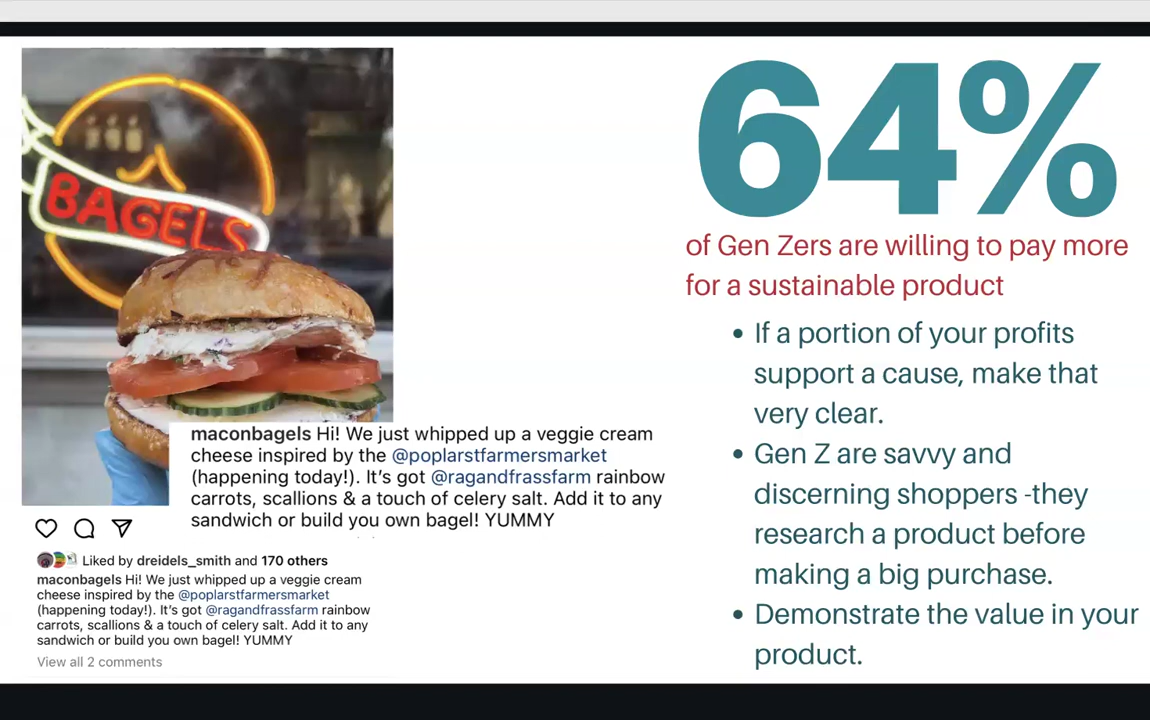 BAGELS
maconbagels Hi! We just whipped up a veggie cream
cheese inspired by the @poplarstfarmersmarket
(happening today!). It's got @ragandfrassfarm rainbow
carrots, scallions & a touch of celery salt. Add it to any
sandwich or build you own bagel! YUMMY
Liked by dreidels_smith and 170 others
maconbagels Hi! We just whipped up a veggie cream
cheese inspired by the @poplarstfarmersmarket
(happening today!). It's got @ragandfrassfarm rainbow
carrots, scallions & a touch of celery salt. Add it to any
sandwich or build you own bagel! YUMMY
View all 2 comments
64%
of Gen Zers are willing to pay more
for a sustainable product
• If a portion of your profits
support a cause, make that
very clear.
• Gen Z are savvy and
discerning shoppers -they
research a product before
making a big purchase.
• Demonstrate the value in your
product.